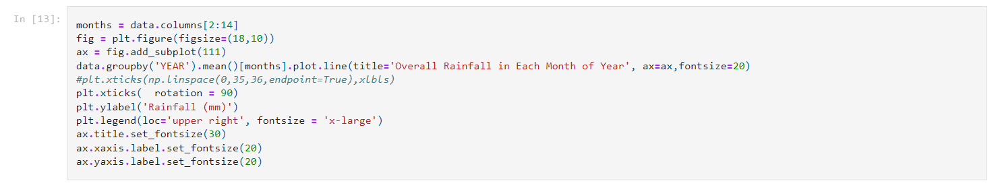 In [13]:
months = data.columns[2:14]
fig = plt.figure(figsize=(18,10))
ax = fig.add_subplot(111)
data.groupby('YEAR').mean()[months].plot.line(title='Overall Rainfall in Each Month of Year', ax=ax,fontsize=20)
#plt.xticks(np.linspace(0,35,36,endpoint=True),xlbls)
plt.xticks(  rotation = 90)
plt.ylabel('Rainfall (mm)')
plt.legend(loc='upper right', fontsize = 'x-large')
ax.title.set_fontsize(30)
ax.xaxis.label.set_fontsize(20)
ax.yaxis.label.set_fontsize(20)